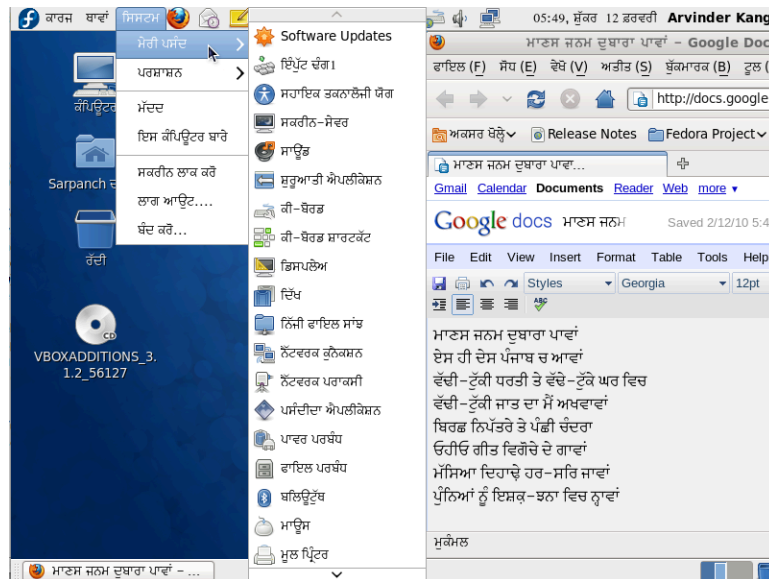 ਕਾਰਜ ਥਾਵਾਂ ਸਿਸਟਮ
05:49, ਸ਼ੁੱਕਰ 12 ਫ਼ਰਵਰੀ Arvinder Kang
ਮੇਰੀ ਪਸੰਦ
ਪਰਸ਼ਾਸ਼ਨ
ਮੱਦਦ
ਇਸ ਕੰਪਿਊਟਰ ਬਾਰੇ
ਸਕਰੀਨ ਲਾਕ ਕਰੋ
ਲਾਗ ਆਉਟ....
ਬੰਦ ਕਰੋ...
ਕੰਪਿਊਟਰ
Sarpanch
ਰੱਦੀ
VBOXADDITIONS_3.
1.2_56127
Software Updates
ਇੰਪੁੱਟ ਢੰਗ1
ਸਹਾਇਕ ਤਕਨਾਲੋਜੀ ਯੋਗ
ਸਕਰੀਨ-ਸੇਵਰ
ਸਾਊਂਡ
ਸ਼ੁਰੂਆਤੀ ਐਪਲੀਕੇਸ਼ਨ
ਕੀ-ਬੋਰਡ
ਕੀ-ਬੋਰਡ ਸ਼ਾਰਟਕੱਟ
ਡਿਸਪਲੇਅ
ਦਿੱਖ
ਨਿੱਜੀ ਫਾਇਲ ਸਾਂਝ
ਨੈੱਟਵਰਕ ਕੁਨੈਕਸ਼ਨ
ਨੈੱਟਵਰਕ ਪਰਾਕਸੀ
ਪਸੰਦੀਦਾ ਐਪਲੀਕੇਸ਼ਨ
ਪਾਵਰ ਪਰਬੰਧ
ਫਾਇਲ ਪਰਬੰਧ
ਬਲਿਊਟੁੱਥ
ਮਾਊਸ
ਮੂਲ ਪ੍ਰਿੰਟਰ
ਮਾਣਸ ਜਨਮ ਦੁਬਾਰਾ ਪਾਵਾਂ - Google Doc
ਫਾਇਲ (F) ਸੋਧ (E) ਵੇਖੋ (V) ਅਤੀਤ (S) ਬੁੱਕਮਾਰਕ (B) ਟੂਲ (
http://docs.google
ਅਕਸਰ ਖੋਲ੍ਹੇ Release Notes Fedora Project
ਮਾਣਸ ਜਨਮ ਦੁਬਾਰਾ ਪਾਵਾ...
Gmail Calendar Documents Reader Web more
Google docs ਮਾਣਸ ਜਨਮ Saved 2/12/10 5:4
File Edit View Insert Format Table Tools Help
Styles Georgia 12pt
ABC
ਮਾਣਸ ਜਨਮ ਦੁਬਾਰਾ ਪਾਵਾਂ
ਏਸ ਹੀ ਦੇਸ ਪੰਜਾਬ ਚ ਆਵਾਂ
ਵੱਢੀ-ਟੁੱਕੀ ਧਰਤੀ ਤੇ ਵੱਢੇ-ਟੁੱਕੇ ਘਰ ਵਿਚ
ਵੱਢੀ-ਟੁੱਕੀ ਜਾਤ ਦਾ ਮੈਂ ਅਖਵਾਵਾਂ
ਬਿਰਛ ਨਿਪੱਤਰੇ ਤੇ ਪੰਛੀ ਚੰਦਰਾ
ਓਹੀਓ ਗੀਤ ਵਿਗੋਚੇ ਦੇ ਗਾਵਾਂ
ਮੱਸਿਆ ਦਿਹਾੜੇ ਹਰ-ਸਰਿ ਜਾਵਾਂ
ਪੁੰਨਿਆਂ ਨੂੰ ਇਸ਼ਕ਼-ਝਨਾ ਵਿਚ ਨ੍ਹਾਵਾਂ
ਮੁਕੰਮਲ
ਮਾਣਸ ਜਨਮ ਦੁਬਾਰਾ ਪਾਵਾਂ - ...